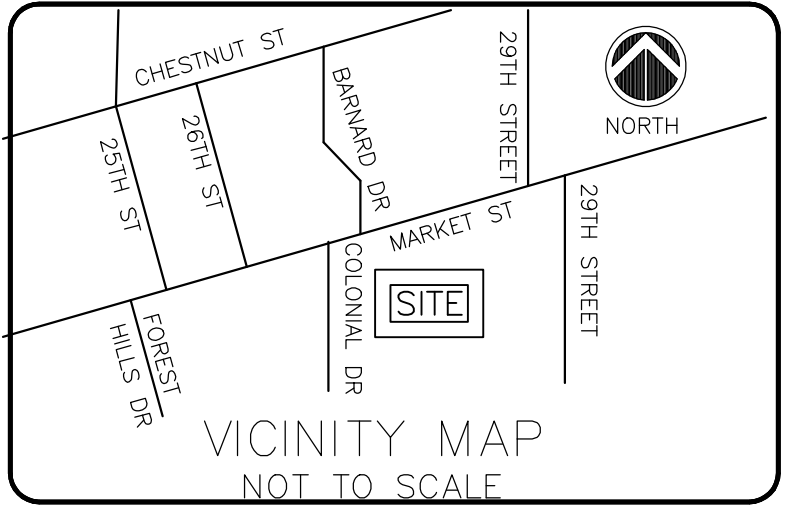 CHESTNUT ST
29TH STREET
NORTH
BARNARD DR
26TH ST
25TH ST
MARKET ST
29TH STREET
COLONIAL DR
SITE
FOREST
HILLS DR
VICINITY MAP
NOT TO SCALE